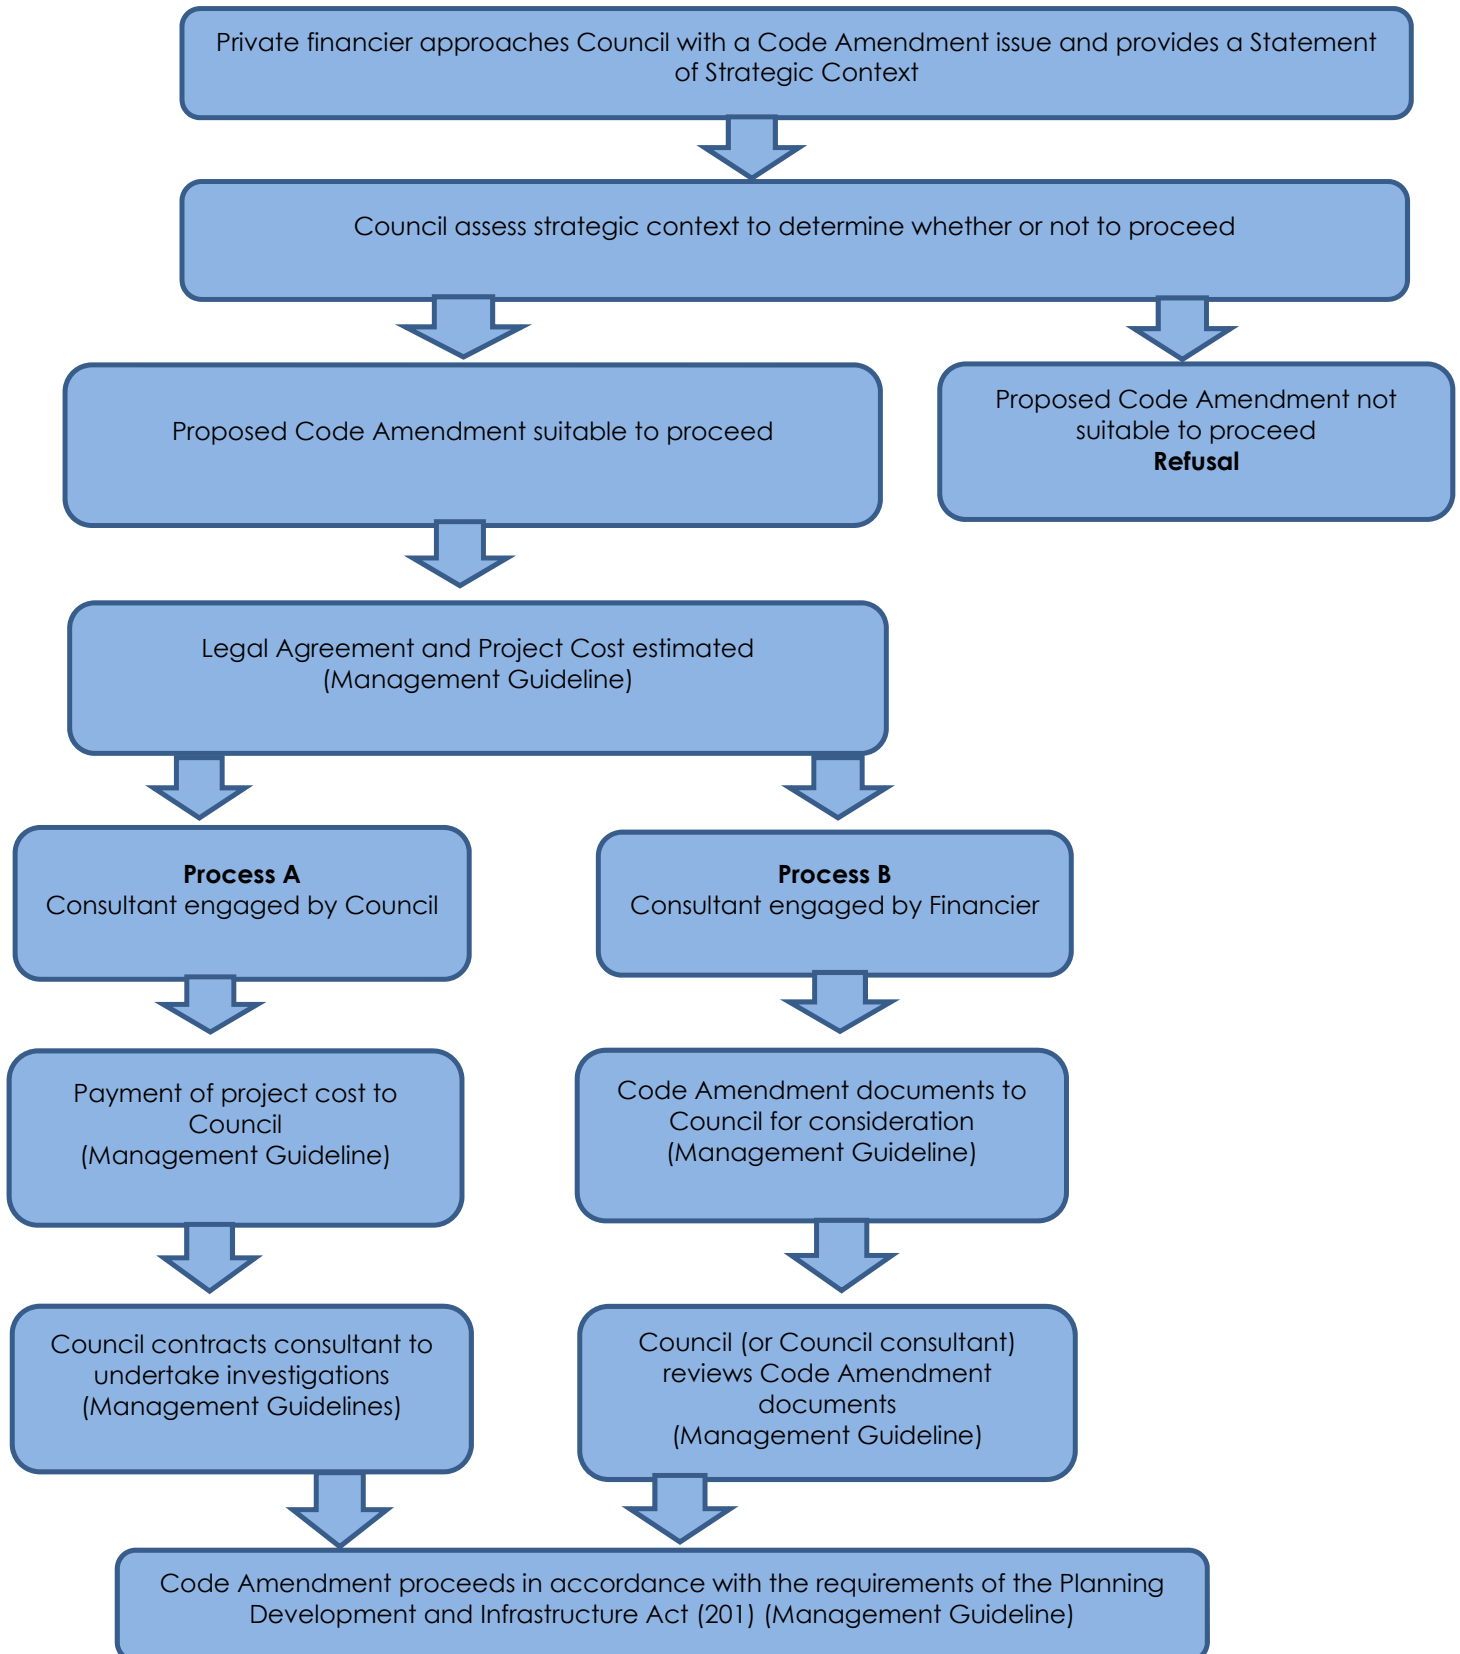 Private financier approaches Council with a Code Amendment issue and provides a Statement
of Strategic Context
Council assess strategic context to determine whether or not to proceed
Proposed Code Amendment suitable to proceed
Proposed Code Amendment not
suitable to proceed
Refusal
Legal Agreement and Project Cost estimated
(Management Guideline)
Process A
Consultant engaged by Council
Process B
Consultant engaged by Financier
Payment of project cost to
Council
(Management Guideline)
Code Amendment documents to
Council for consideration
(Management Guideline)
Council contracts consultant to
undertake investigations
(Management Guidelines)
Council (or Council consultant)
reviews Code Amendment
documents
(Management Guideline)
Code Amendment proceeds in accordance with the requirements of the Planning
Development and Infrastructure Act (201) (Management Guideline)